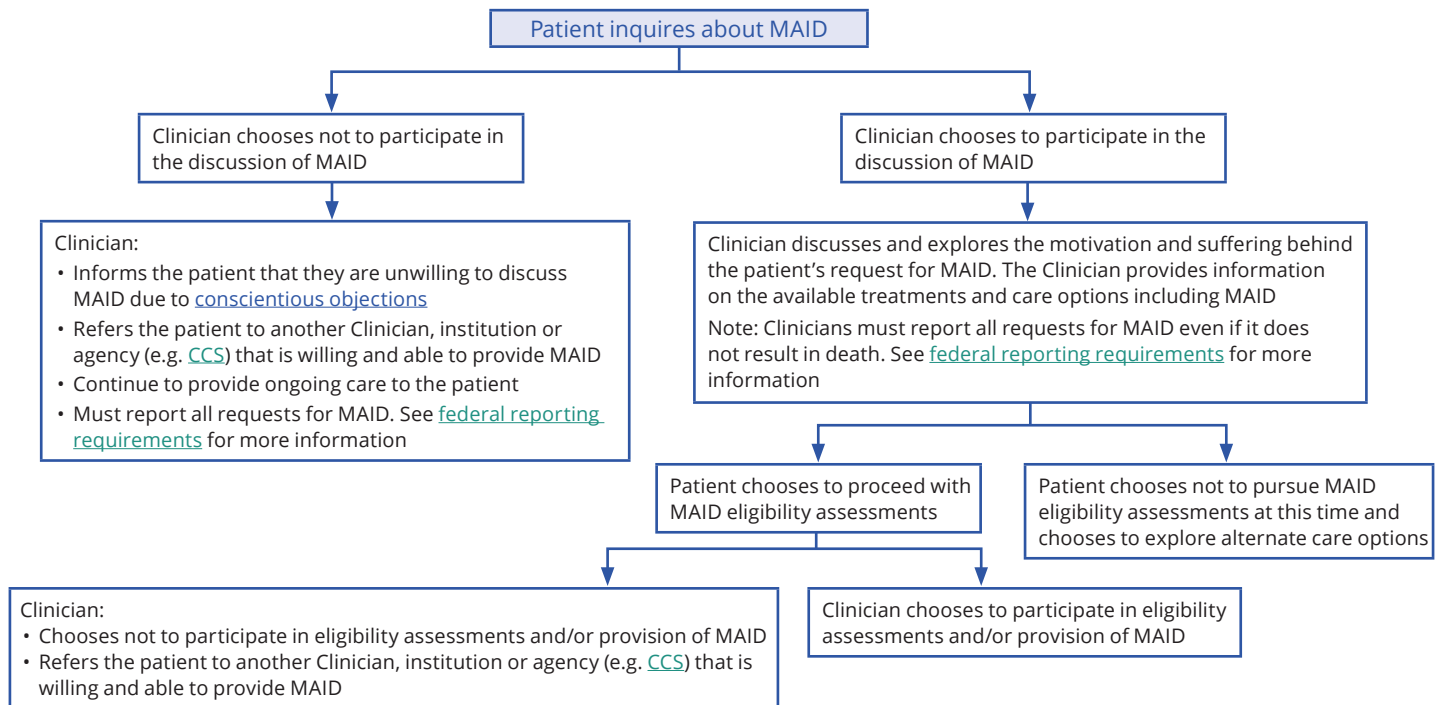 Patient inquires about MAID
Clinician chooses not to participate in
the discussion of MAID
Clinician chooses to participate in the
discussion of MAID
Clinician:
• Informs the patient that they are unwilling to discuss
MAID due to conscientious objections
• Refers the patient to another Clinician, institution or
agency (e.g. CCS) that is willing and able to provide MAID
• Continue to provide ongoing care to the patient
• Must report all requests for MAID. See federal reporting
requirements for more information
Clinician discusses and explores the motivation and suffering behind
the patient’s request for MAID. The Clinician provides information
on the available treatments and care options including MAID
Note: Clinicians must report all requests for MAID even if it does
not result in death. See federal reporting requirements for more
information
Patient chooses to proceed with
MAID eligibility assessments
Patient chooses not to pursue MAID
eligibility assessments at this time and
chooses to explore alternate care options
Clinician:
• Chooses not to participate in eligibility assessments and/or provision of MAID
• Refers the patient to another Clinician, institution or agency (e.g. CCS) that is
willing and able to provide MAID
Clinician chooses to participate in eligibility
assessments and/or provision of MAID